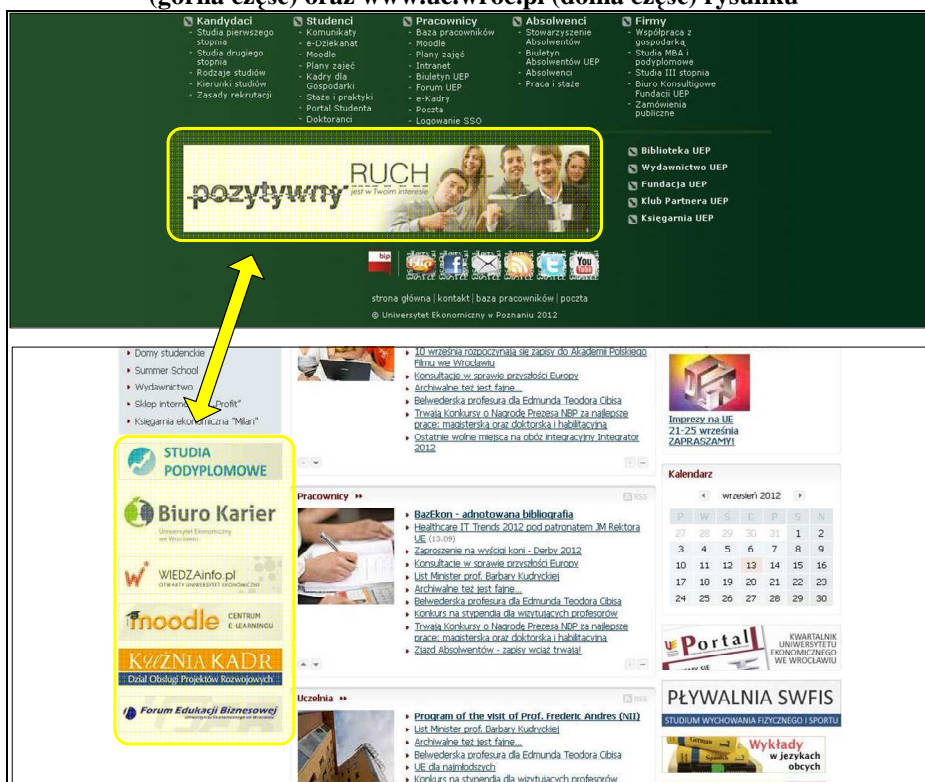 (górna część) oraz www.ue.wroc.pl (dolna część) rysunku
Kandydaci
- Studia pierwszego
stopnia
- Studia drugiego
stopnia
- Rodzaje studiów
- Kierunki studiów
- Zasady rekrutacji
Studenci
- Komunikaty
- e-Dziekanat
- Moodle
- Plany zajęć
- Kadry dla
Gospodarki
- Staże i praktyki
- Portal Studenta
- Doktoranci
Pracownicy
- Baza pracowników
- Moodle
- Plany zajęć
- Intranet
- Biuletyn UEP
- Forum UEP
- e-Kadry
- Poczta
- Logowanie SSO
Absolwenci
- Stowarzyszenie
Absolwentów
- Biuletyn
Absolwentów UEP
- Absolwenci
- Praca i staże
Firmy
- Współpraca z
gospodarką
- Studia MBA i
podyplomowe
- Studia III stopnia
- Biuro Konsultigowe
Fundacji UEP
- Zamówienia
publiczne
pozytywny RUCH
jest w Twoim interesie
Biblioteka UEP
Wydawnictwo UEP
Fundacja UEP
Klub Partnera UEP
Księgarnia UEP
bip
You
Tube
strona główna | kontakt | baza pracowników | poczta
© Uniwersytet Ekonomiczny w Poznaniu 2012
Domy studenckie
Summer School
Wydawnictwo
Sklep "Profit"
Księgarnia ekonomiczna "Milan"
STUDIA
PODYPLOMOWE
Biuro Karier
Uniwersytet Ekonomiczny
we Wrocławiu
WIEDZAinfo.pl
OTWARTY UNIWERSYTET EKONOMICZNY
moodle CENTRUM
E-LEARNINGU
KUŹNIA KADR
Dział Obsługi Projektów Rozwojowych
Forum Edukacji Biznesowej
10 września rozpoczynają się zapisy do Akademii Polskiego
Filmu we Wrocławiu
Konsultacje w sprawie przyszłości Europy
Archiwalne też jest fajne...
Belwederska profesura dla Edmunda Teodora Cibisa
Trwają Konkursy o Nagrodę Prezesa NBP za najlepsze
prace: magisterską oraz doktorską i habilitacyjną
Ostatnie wolne miejsca na obóz integracyjny Integrator
2012
Pracownicy
RSS
BazEkon - adnotowana bibliografia
Healthcare IT Trends 2012 pod patronatem JM Rektora
UE (13.09)
Zaproszenie na wyścigi koni - Derby 2012
Konsultacje w sprawie przyszłości Europy
List Minister prof. Barbary Kudryckiej
Archiwalne też jest fajne...
Belwederska profesura dla Edmunda Teodora Cibisa
Konkurs na stypendia dla wizytujących profesorów
Trwają Konkursy o Nagrodę Prezesa NBP za najlepsze
prace: magisterską oraz doktorską i habilitacyjną
Zjazd Absolwentów - zapisy wciąż trwają!
Uczelnia
RSS
Program of the visit of Prof. Frederic Andres (NII)
List Minister prof. Barbary Kudryckiej
Archiwalne też jest fajne...
Belwederska profesura dla Edmunda Teodora Cibisa
UE dla najmłodszych
Konkurs na stypendia dla wizytujących profesorów
Imprezy na UE
21-25 września
ZAPRASZAMY!
Kalendarz
wrzesień 2012
P W Ś C P S N
27 28 29 30 31 1 2
3 4 5 6 7 8 9
10 11 12 13 14 15 16
17 18 19 20 21 22 23
24 25 26 27 28 29 30
Portal
KWARTALNIK
UNIWERSYTETU
EKONOMICZNEGO
WE WROCŁAWIU
PŁYWALNIA SWFIS
STUDIUM WYCHOWANIA FIZYCZNEGO I SPORTU
German
Spanish
Wykłady
w językach
obcych